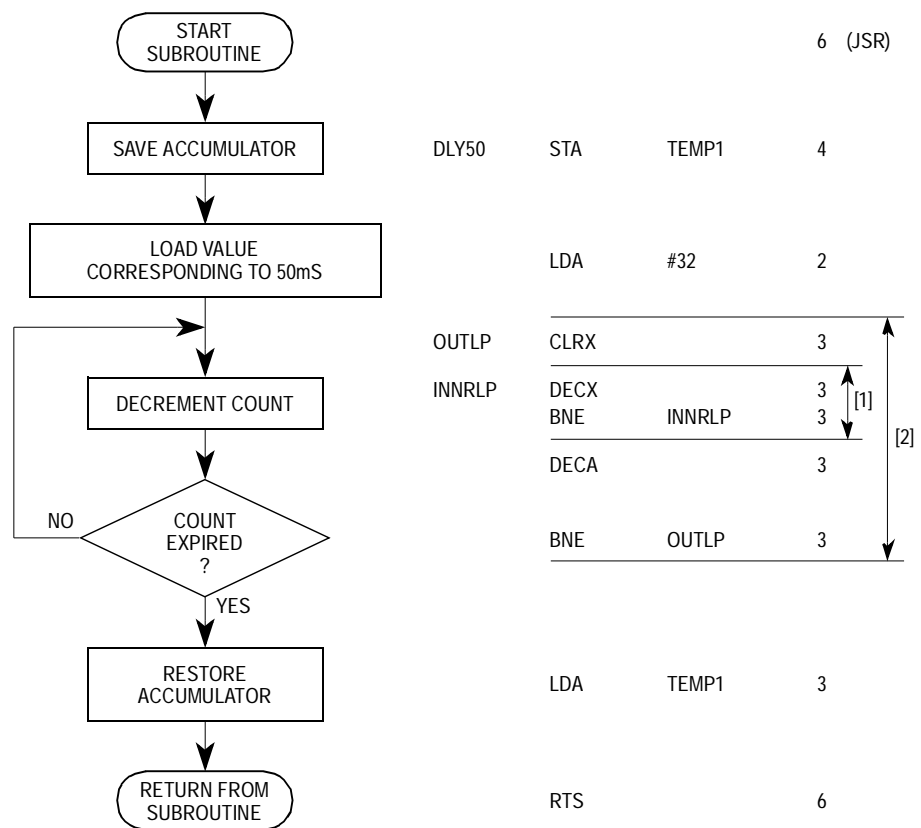 START
SUBROUTINE
6 (JSR)
SAVE ACCUMULATOR
DLY50 STA TEMP1 4
LOAD VALUE
CORRESPONDING TO 50mS
LDA #32 2
OUTLP CLRX 3
INNRLP DECX 3
BNE INNRLP 3
[1]
[2]
DECREMENT COUNT
DECA 3
NO
COUNT
EXPIRED
?
BNE OUTLP 3
YES
RESTORE
ACCUMULATOR
LDA TEMP1 3
RETURN FROM
SUBROUTINE
RTS 6